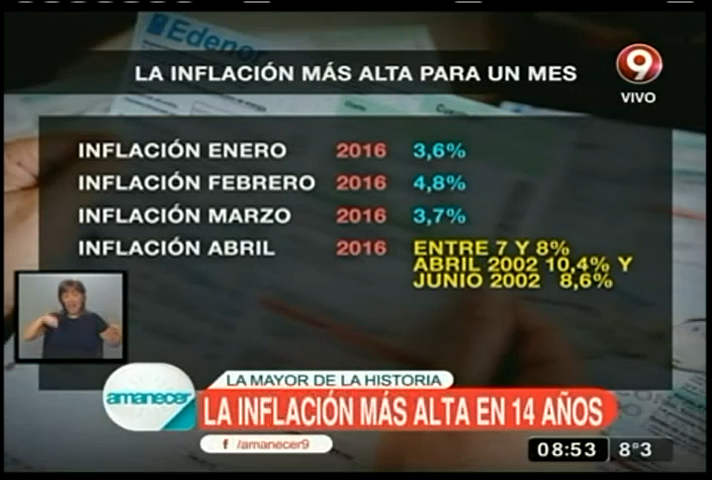 Edenor
LA INFLACIÓN MÁS ALTA PARA UN MES
9
VIVO
INFLACIÓN ENERO 2016 3,6%
INFLACIÓN FEBRERO 2016 4,8%
INFLACIÓN MARZO 2016 3,7%
INFLACIÓN ABRIL 2016 ENTRE 7 Y 8%
ABRIL 2002 10,4% Y
JUNIO 2002 8,6%
LA MAYOR DE LA HISTORIA
amanecer
LA INFLACIÓN MÁS ALTA EN 14 AÑOS
f /amanecer9
08:53 8°3